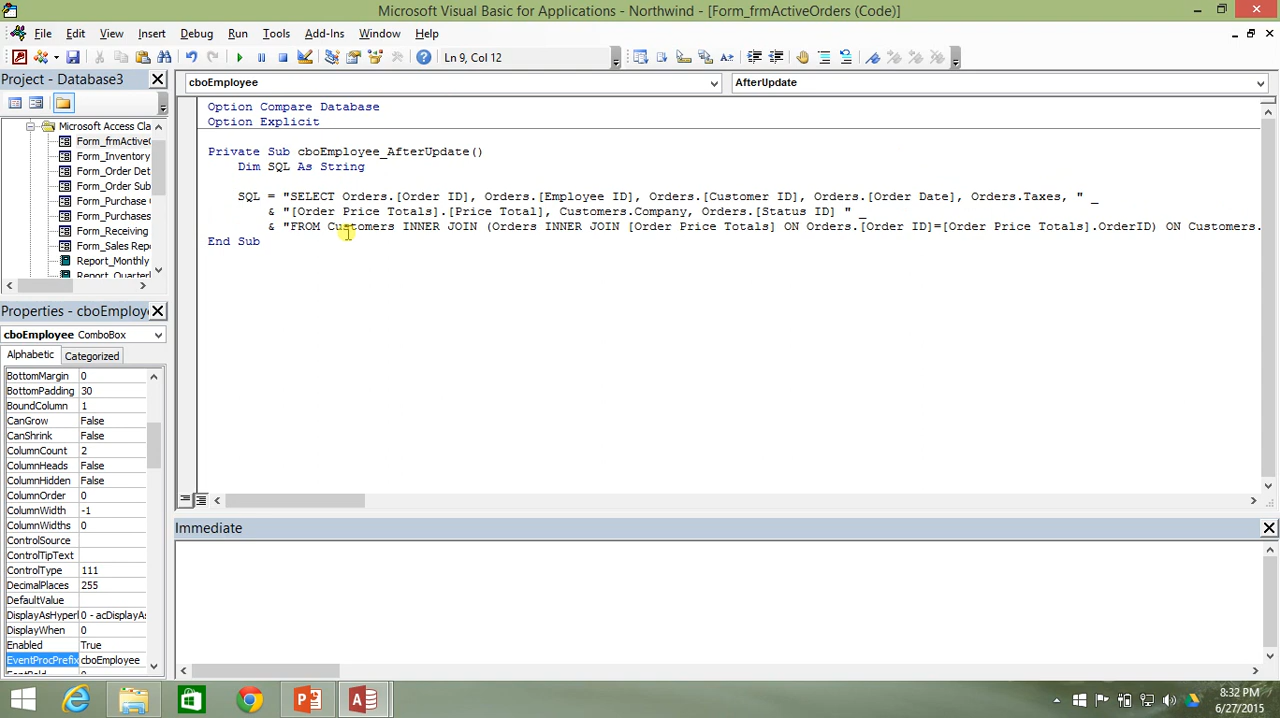 Microsoft Visual Basic for Applications - Northwind - [Form_frmActiveOrders (Code)]
File Edit View Insert Debug Run Tools Add-Ins Window Help
Ln 9, Col 12
Project - Database3
cboEmployee
AfterUpdate
Microsoft Access Cla
Form_frmActiveO
Form_Inventory
Form_Order Det
Form_Order Sub
Form_Purchase
Form_Purchases
Form_Receiving
Form_Sales Rep
Report_Monthly
Report_Quarterl
Option Compare Database
Option Explicit
Private Sub cboEmployee_AfterUpdate()
Dim SQL As String
SQL = "SELECT Orders.[Order ID], Orders.[Employee ID], Orders.[Customer ID], Orders.[Order Date], Orders.Taxes, " _
& "[Order Price Totals].[Price Total], Customers.Company, Orders.[Status ID] " _
& "FROM Customers INNER JOIN (Orders INNER JOIN [Order Price Totals] ON Orders.[Order ID]=[Order Price Totals].OrderID) ON Customers.
End Sub
Properties - cboEmploye
cboEmployee ComboBox
Alphabetic Categorized
BottomMargin 0
BottomPadding 30
BoundColumn 1
CanGrow False
CanShrink False
ColumnCount 2
ColumnHeads False
ColumnHidden False
ColumnOrder 0
ColumnWidth -1
ColumnWidths 0
ControlSource
ControlTipText
ControlType 111
DecimalPlaces 255
DefaultValue
DisplayAsHyperl 0 - acDisplayAs
DisplayWhen 0
Enabled True
EventProcPrefix cboEmployee
Immediate
8:32 PM
6/27/2015